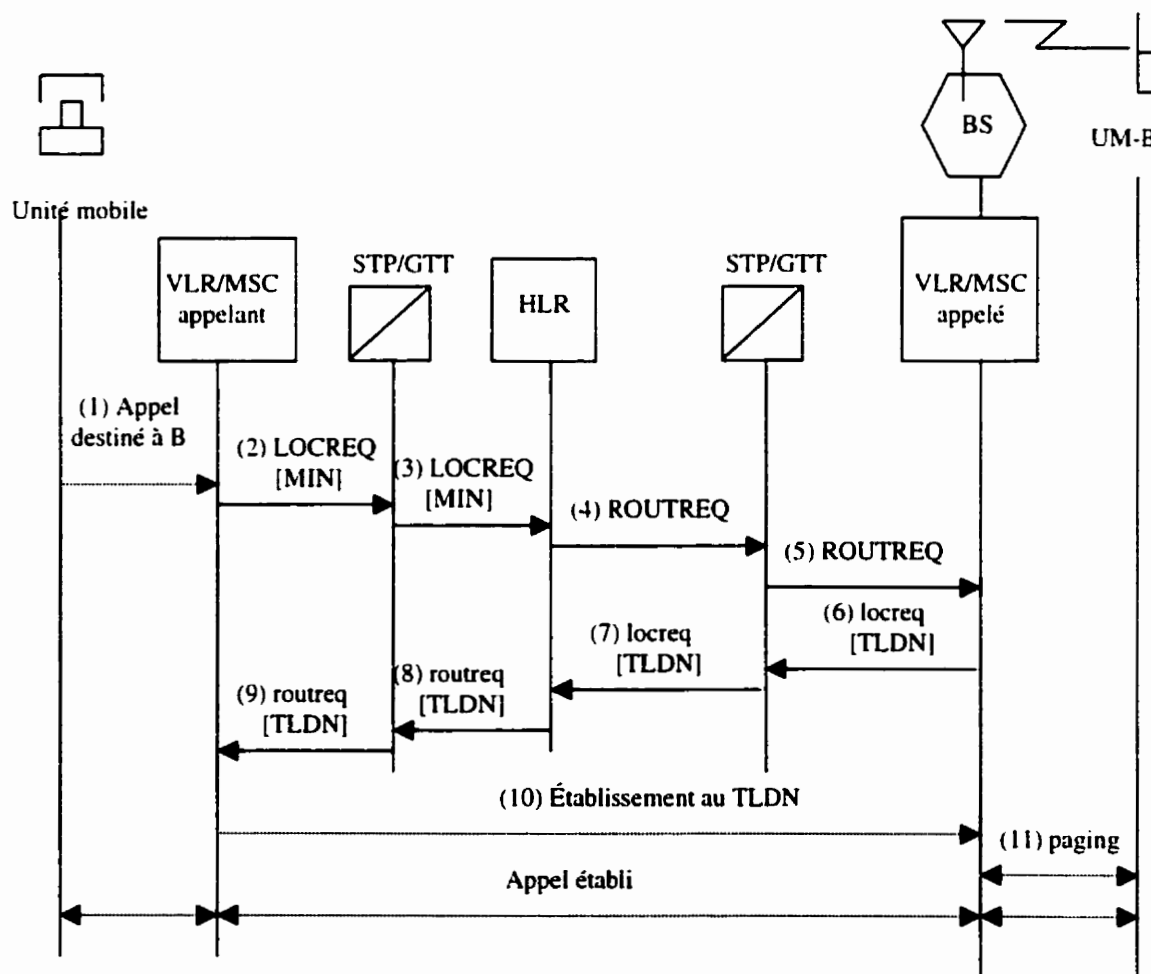 BS
UM-B
Unité mobile
VLR/MSC
appelant
STP/GTT
HLR
STP/GTT
VLR/MSC
appelé
(1) Appel
destiné à B
(2) LOCREQ
[MIN]
(3) LOCREQ
[MIN]
(4) ROUTREQ
(5) ROUTREQ
(6) locreq
[TLDN]
(7) locreq
[TLDN]
(8) routreq
[TLDN]
(9) routreq
[TLDN]
(10) Établissement au TLDN
(11) paging
Appel établi